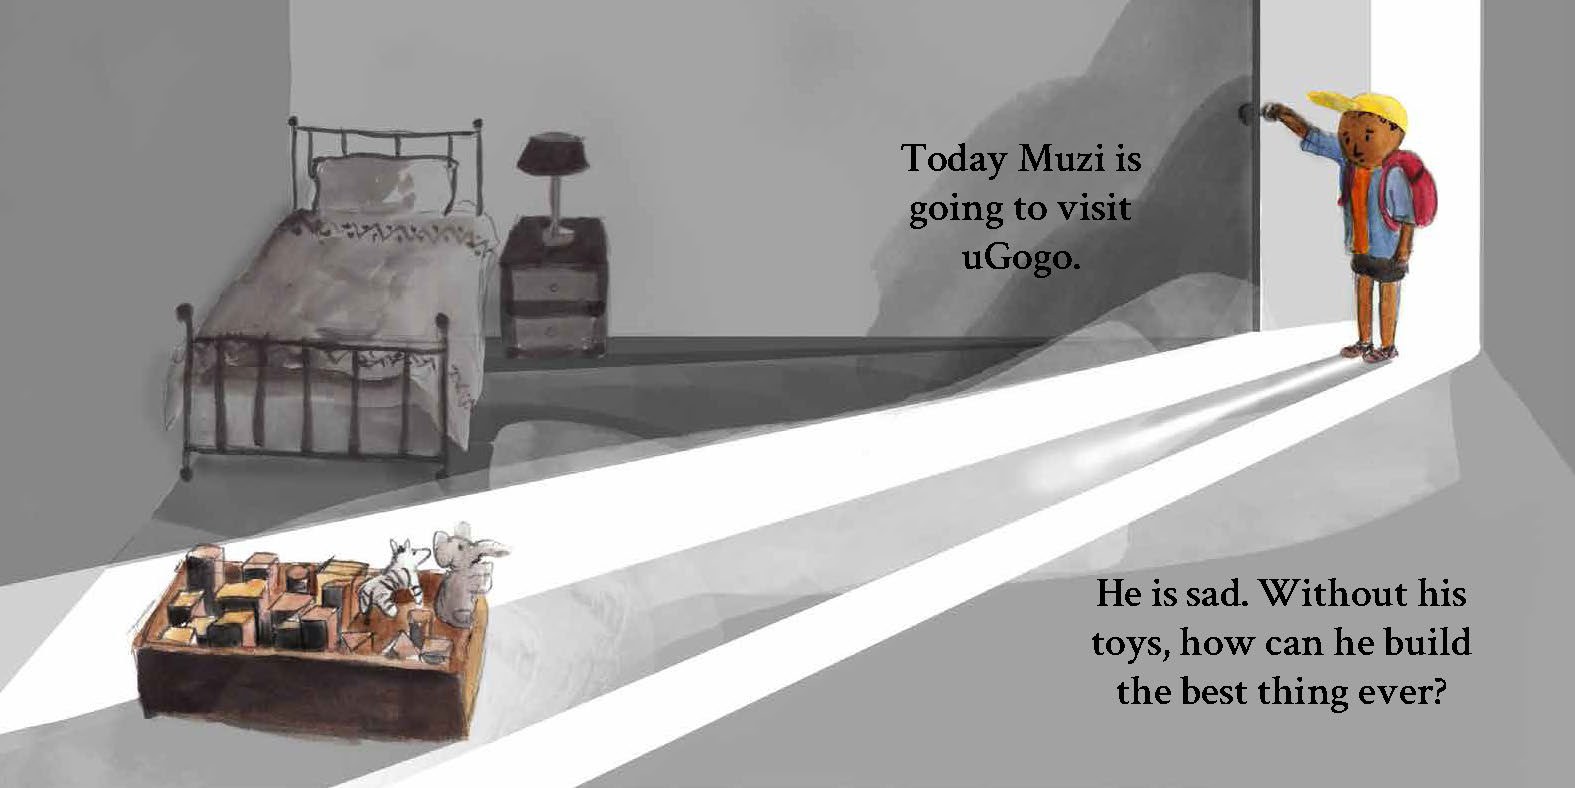 Today Muzi is
going to visit
uGogo.
He is sad. Without his
toys, how can he build
the best thing ever?